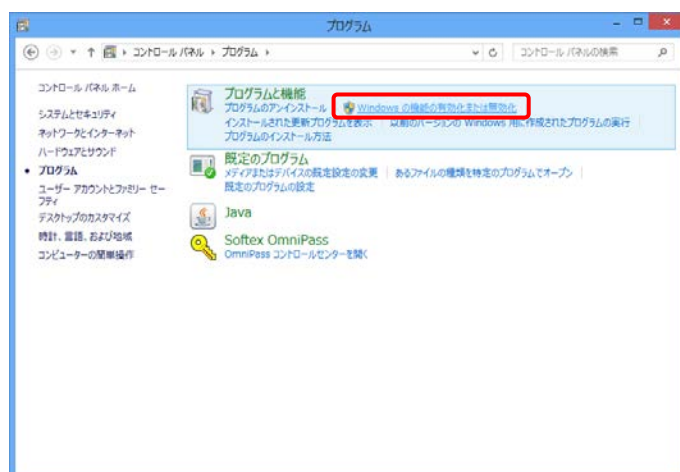 プログラム
コントロール パネル ▸ プログラム ▸
コントロール パネルの検索
コントロール パネル ホーム
システムとセキュリティ
ネットワークとインターネット
ハードウェアとサウンド
プログラム
ユーザー アカウントとファミリー セー
フティ
デスクトップのカスタマイズ
時計、言語、および地域
コンピューターの簡単操作
プログラムと機能
プログラムのアンインストール Windows の機能の有効化または無効化
インストールされた更新プログラムを表示 以前のバージョンの Windows 用に作成されたプログラムの実行
プログラムのインストール方法
既定のプログラム
メディアまたはデバイスの既定設定の変更 あるファイルの種類を特定のプログラムでオープン
既定のプログラムの設定
Java
Softex OmniPass
OmniPass コントロールセンターを開く